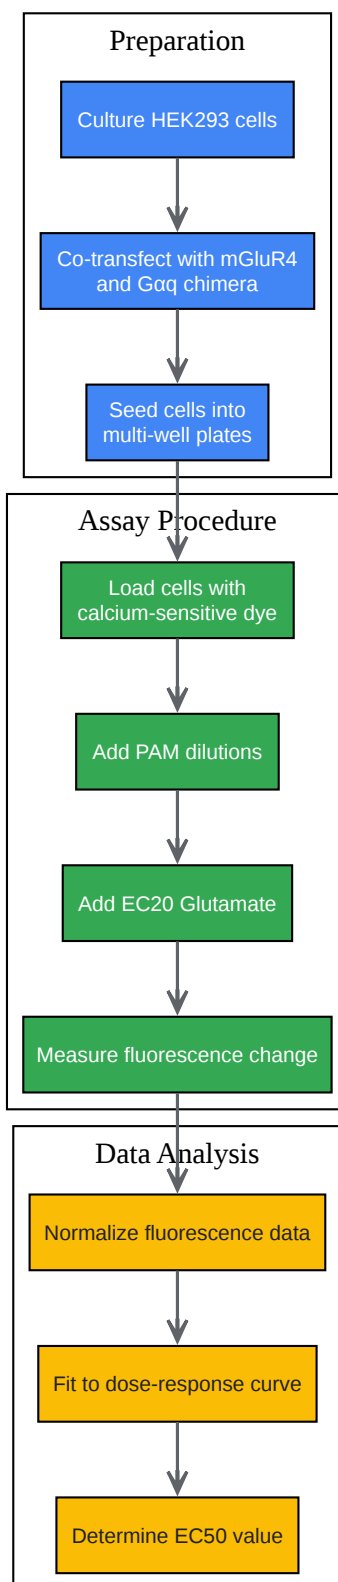 Preparation
Culture HEK293 cells
Co-transfect with mGluR4
and Gαq chimera
Seed cells into
multi-well plates
Assay Procedure
Load cells with
calcium-sensitive dye
Add PAM dilutions
Add EC20 Glutamate
Measure fluorescence change
Data Analysis
Normalize fluorescence data
Fit to dose-response curve
Determine EC50 value